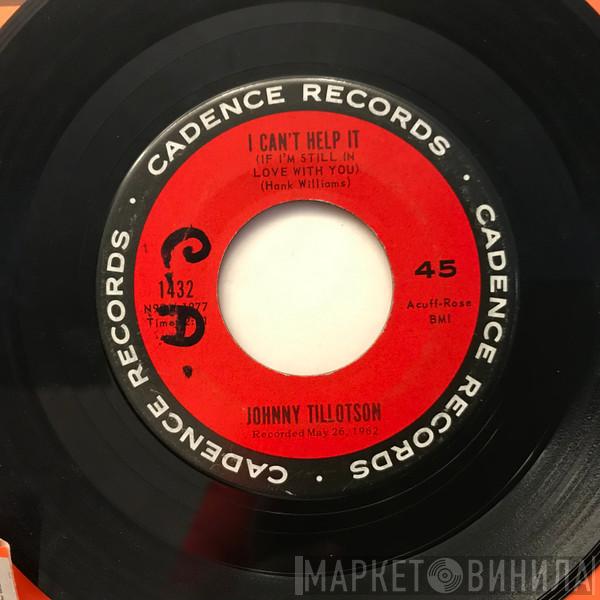 CADENCE RECORDS · CADENCE RECORDS · CADENCE RECORDS ·
I CAN'T HELP IT
(IF I'M STILL IN
LOVE WITH YOU)
(Hank Williams)
C.D.
1432
45
Acuff-Rose
BMI
Time
JOHNNY TILLOTSON
Recorded May 26, 1962
МАРКЕТ ВИНИЛА